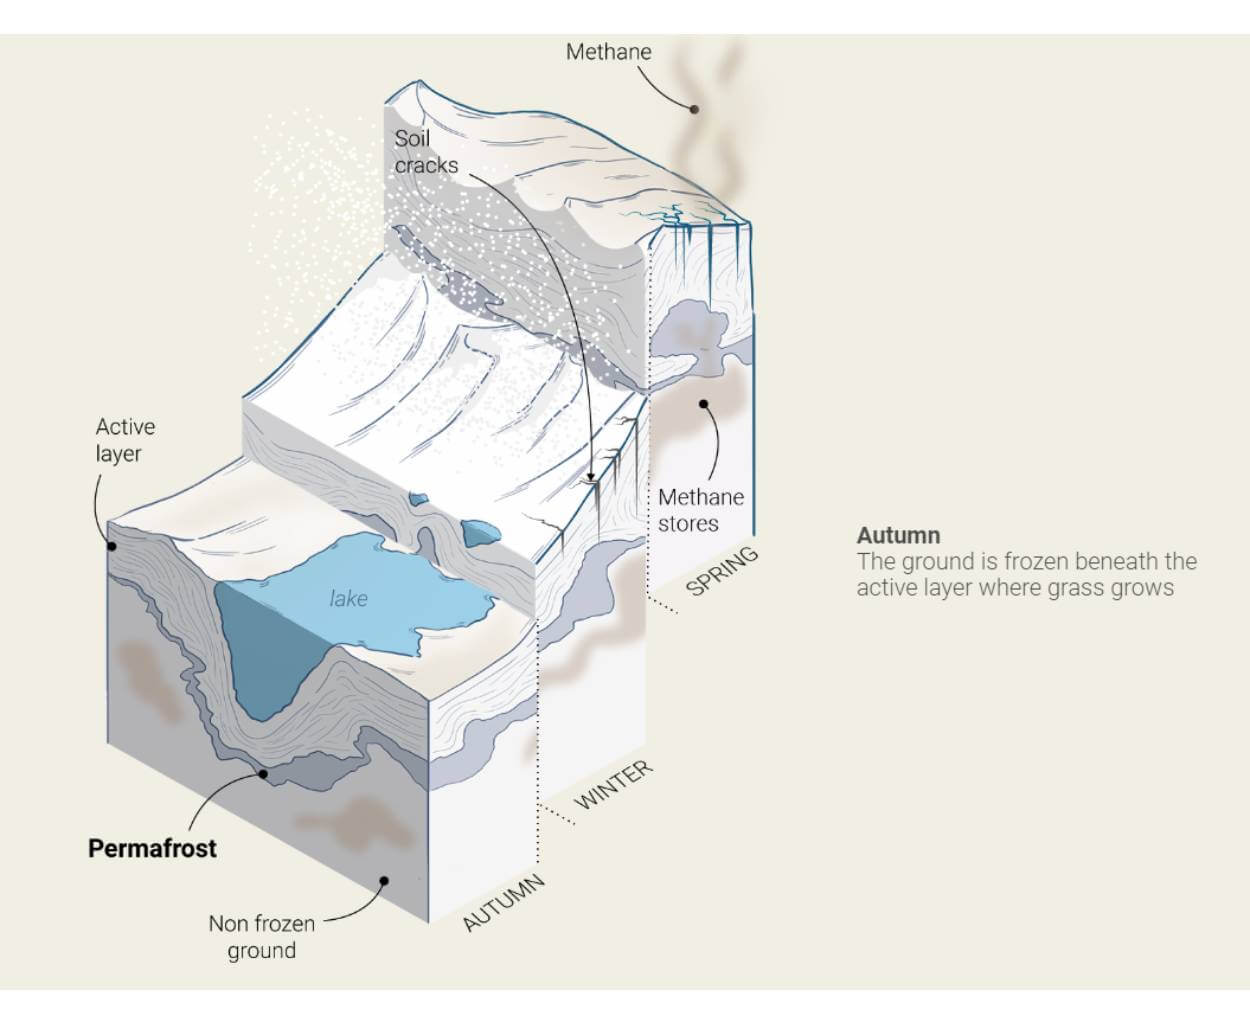 Methane
Soil
cracks
Active
layer
Methane
stores
SPRING
Autumn
The ground is frozen beneath the
active layer where grass grows
lake
WINTER
Permafrost
AUTUMN
Non frozen
ground